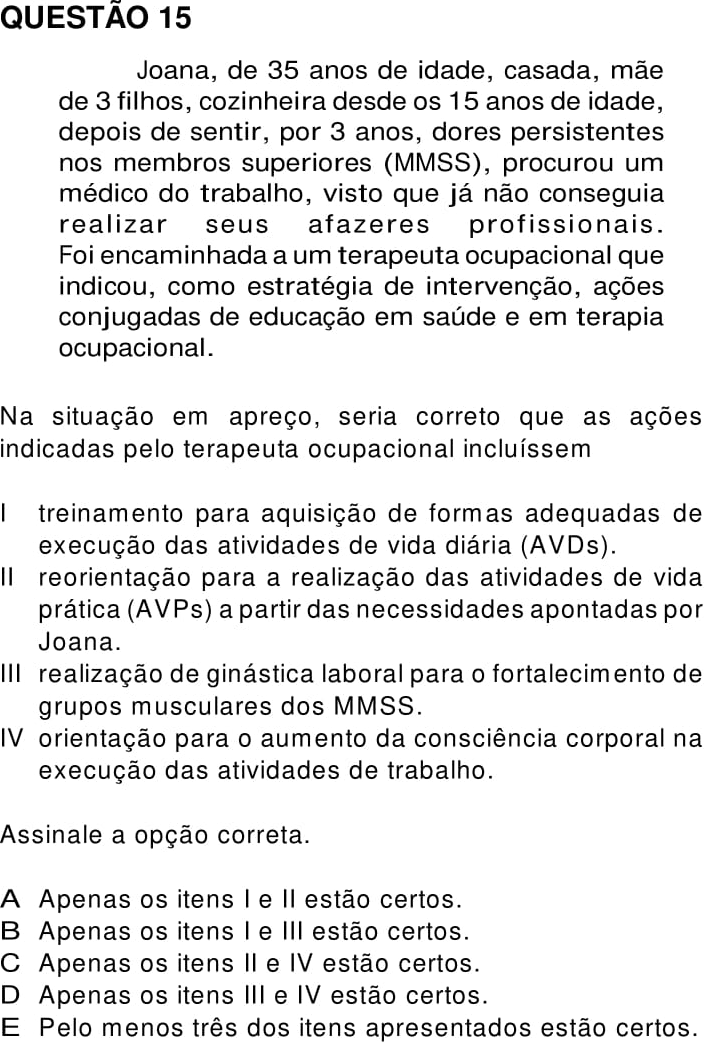 QUESTÃO 15
Joana, de 35 anos de idade, casada, mãe
de 3 filhos, cozinheira desde os 15 anos de idade,
depois de sentir, por 3 anos, dores persistentes
nos membros superiores (MMSS), procurou um
médico do trabalho, visto que já não conseguia
realizar seus afazeres profissionais.
Foi encaminhada a um terapeuta ocupacional que
indicou, como estratégia de intervenção, ações
conjugadas de educação em saúde e em terapia
ocupacional.
Na situação em apreço, seria correto que as ações
indicadas pelo terapeuta ocupacional incluíssem
I treinamento para aquisição de formas adequadas de
execução das atividades de vida diária (AVDs).
II reorientação para a realização das atividades de vida
prática (AVPs) a partir das necessidades apontadas por
Joana.
III realização de ginástica laboral para o fortalecimento de
grupos musculares dos MMSS.
IV orientação para o aumento da consciência corporal na
execução das atividades de trabalho.
Assinale a opção correta.
A Apenas os itens I e II estão certos.
B Apenas os itens I e III estão certos.
C Apenas os itens II e IV estão certos.
D Apenas os itens III e IV estão certos.
E Pelo menos três dos itens apresentados estão certos.